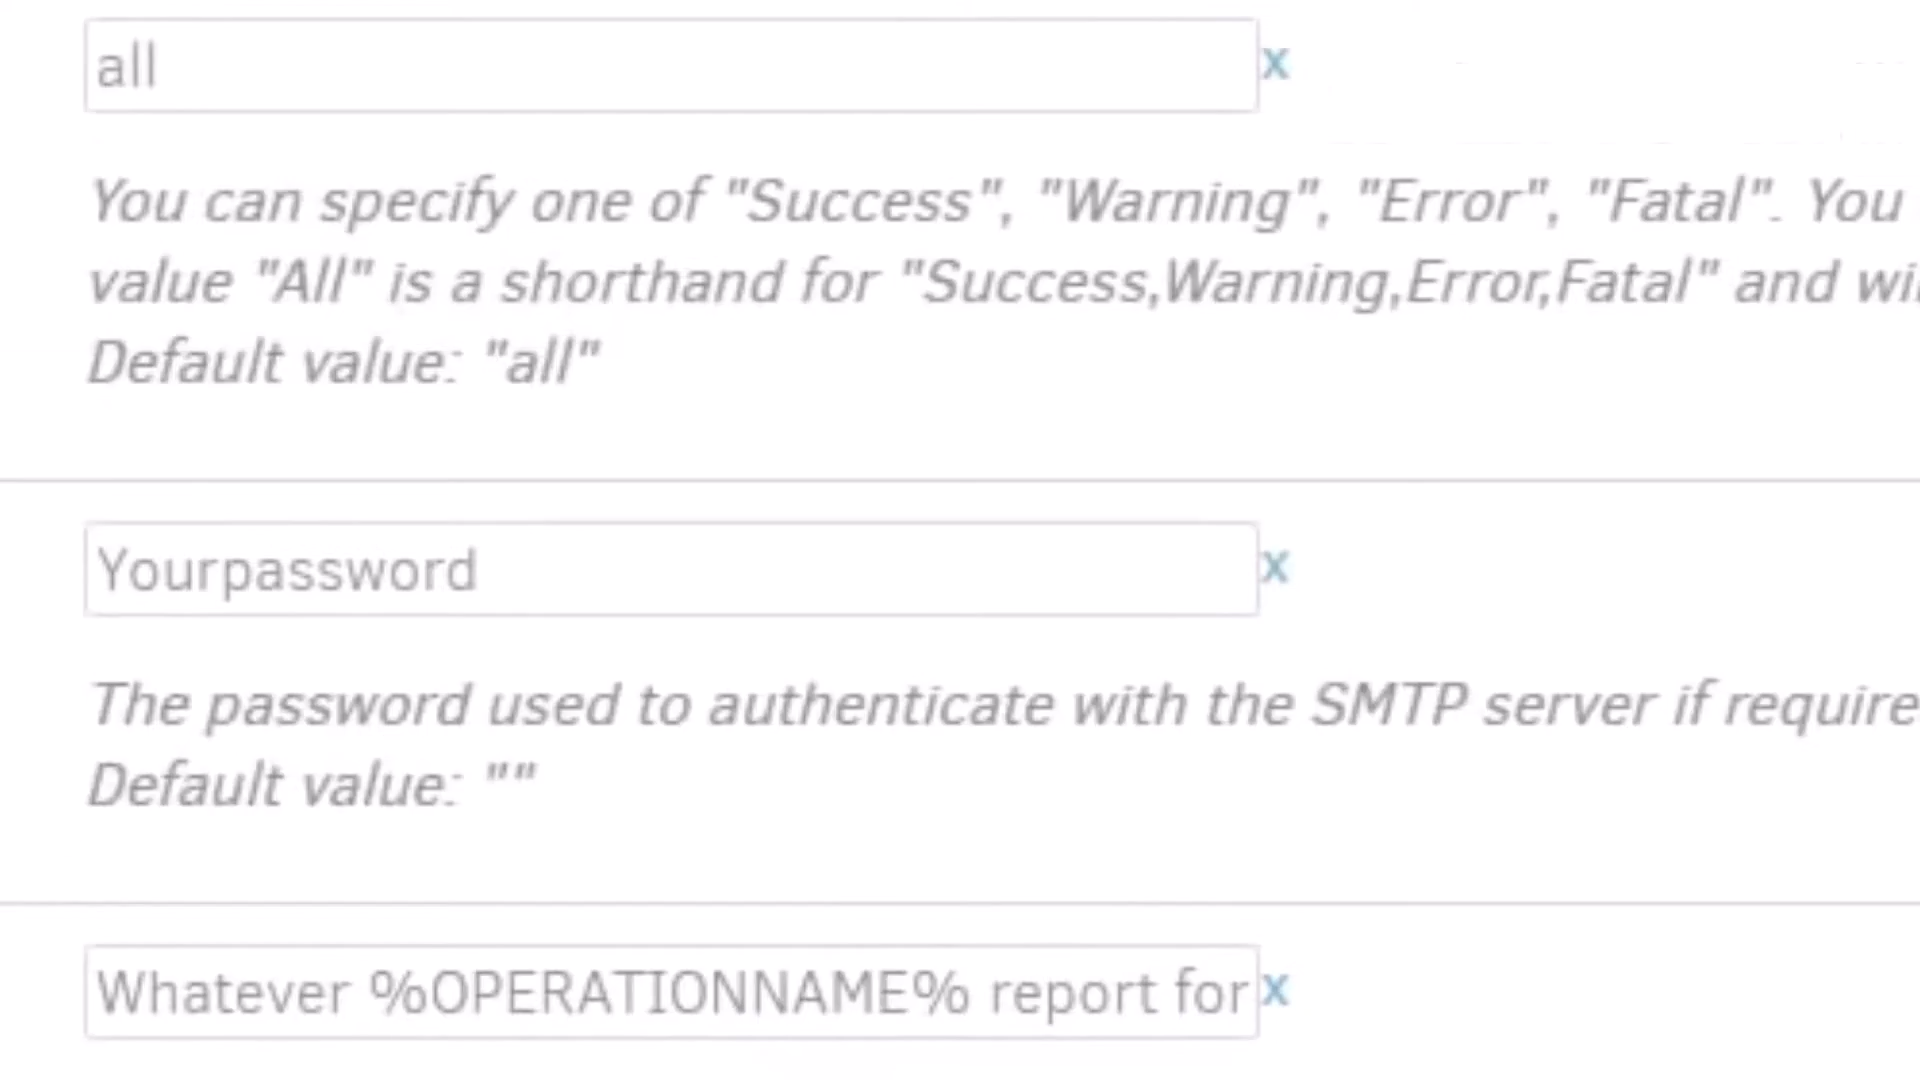 all x
You can specify one of "Success", "Warning", "Error", "Fatal". You
value "All" is a shorthand for "Success,Warning,Error,Fatal" and
Default value: "all"
Yourpassword x
The password used to authenticate with the SMTP server if require
Default value: ""
Whatever %OPERATIONNAME% report for x